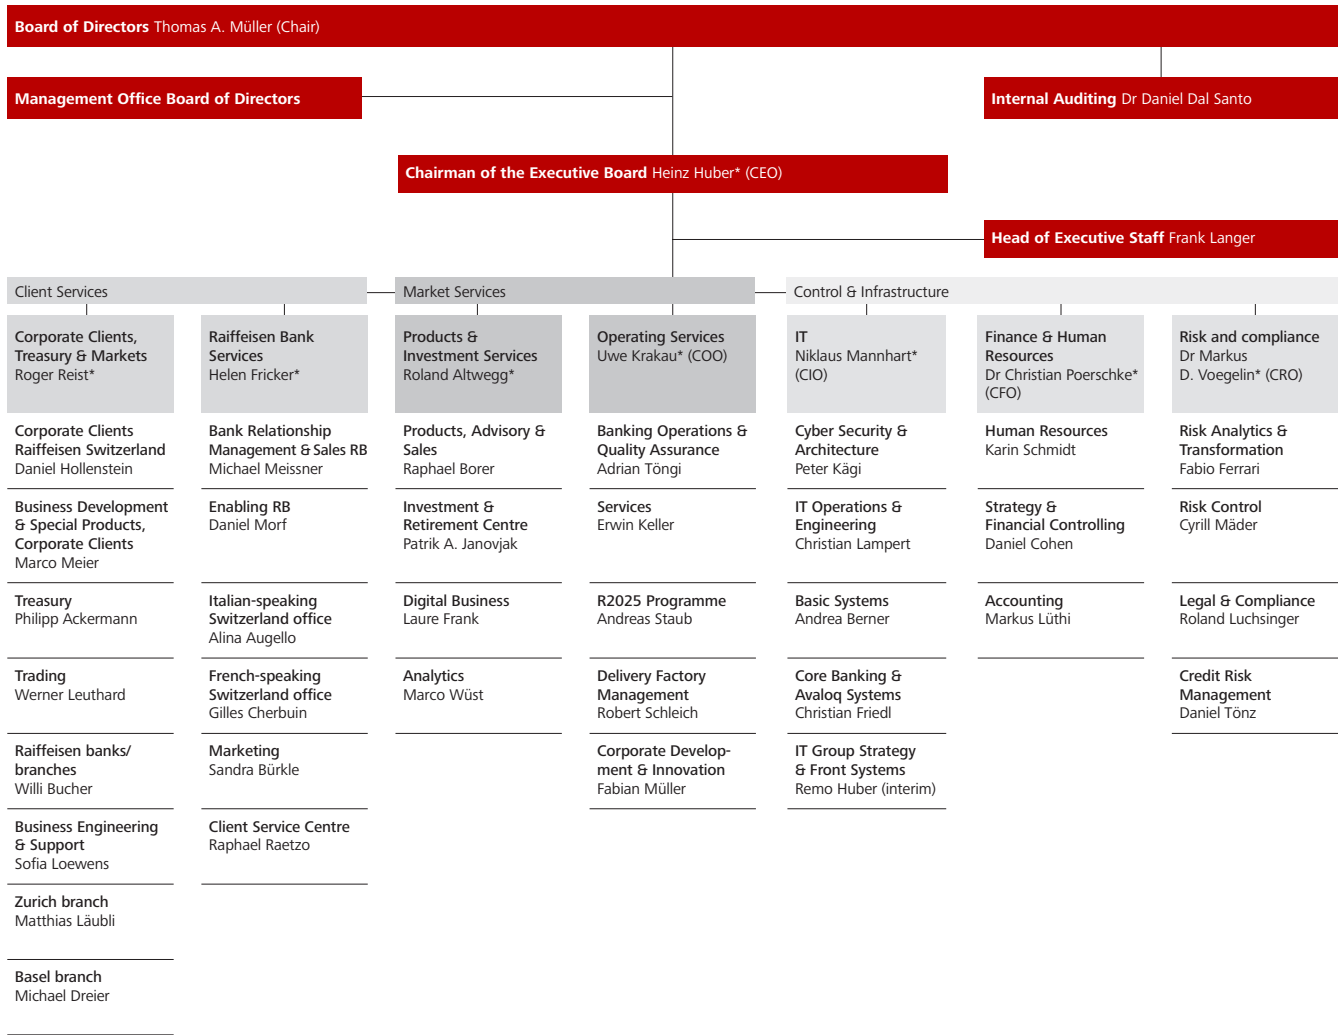 Board of Directors Thomas A. Müller (Chair)
Management Office Board of Directors
Internal Auditing Dr Daniel Dal Santo
Chairman of the Executive Board Heinz Huber* (CEO)
Head of Executive Staff Frank Langer
Client Services
Market Services
Control & Infrastructure
Corporate Clients,
Treasury & Markets
Roger Reist*
Raiffeisen Bank
Services
Helen Fricker*
Products &
Investment Services
Roland Altwegg*
Operating Services
Uwe Krakau* (COO)
IT
Niklaus Mannhart*
(CIO)
Finance & Human
Resources
Dr Christian Poerschke*
(CFO)
Risk and compliance
Dr Markus
D. Voegelin* (CRO)
Corporate Clients
Raiffeisen Switzerland
Daniel Hollenstein
Business Development
& Special Products,
Corporate Clients
Marco Meier
Treasury
Philipp Ackermann
Trading
Werner Leuthard
Raiffeisen banks/
branches
Willi Bucher
Business Engineering
& Support
Sofia Loewens
Zurich branch
Matthias Läubli
Basel branch
Michael Dreier
Bank Relationship
Management & Sales RB
Michael Meissner
Enabling RB
Daniel Morf
Italian-speaking
Switzerland office
Alina Augello
French-speaking
Switzerland office
Gilles Cherbuin
Marketing
Sandra Bürkle
Client Service Centre
Raphael Raetzo
Products, Advisory &
Sales
Raphael Borer
Investment &
Retirement Centre
Patrik A. Janovjak
Digital Business
Laure Frank
Analytics
Marco Wüst
Banking Operations &
Quality Assurance
Adrian Töngi
Services
Erwin Keller
R2025 Programme
Andreas Staub
Delivery Factory
Management
Robert Schleich
Corporate Develop-
ment & Innovation
Fabian Müller
Cyber Security &
Architecture
Peter Kägi
IT Operations &
Engineering
Christian Lampert
Basic Systems
Andrea Berner
Core Banking &
Avaloq Systems
Christian Friedl
IT Group Strategy
& Front Systems
Remo Huber (interim)
Human Resources
Karin Schmidt
Strategy &
Financial Controlling
Daniel Cohen
Accounting
Markus Lüthi
Risk Analytics &
Transformation
Fabio Ferrari
Risk Control
Cyrill Mäder
Legal & Compliance
Roland Luchsinger
Credit Risk
Management
Daniel Tönz